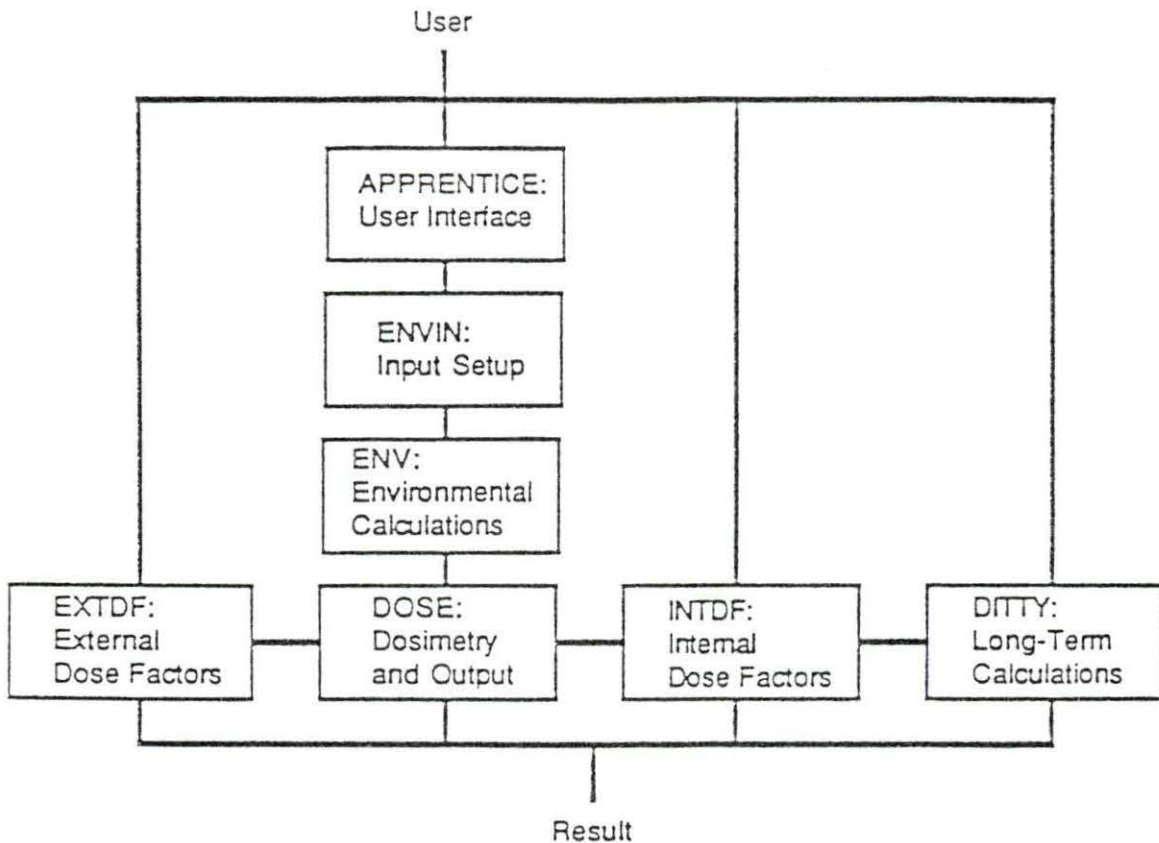 User
APPRENTICE:
User Interface
ENVIN:
Input Setup
ENV:
Environmental
Calculations
EXTDF:
External
Dose Factors
DOSE:
Dosimetry
and Output
INTDF:
Internal
Dose Factors
DITTY:
Long-Term
Calculations
Result